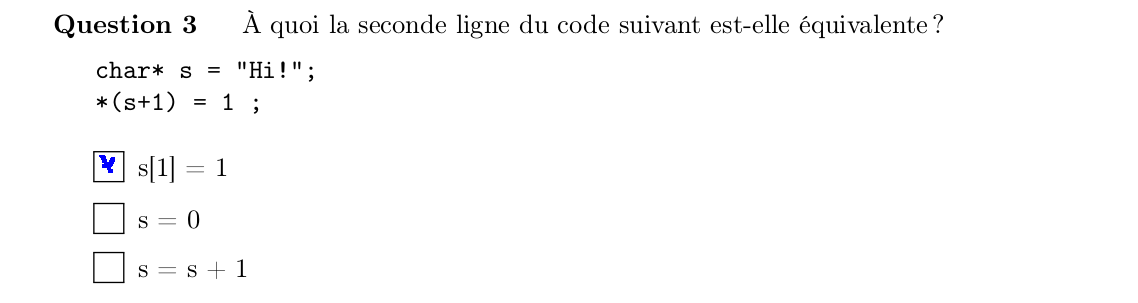 Question 3 À quoi la seconde ligne du code suivant est-elle équivalente ?
char* s = "Hi!";
*(s+1) = 1 ;
s[1] = 1
s = 0
s = s + 1